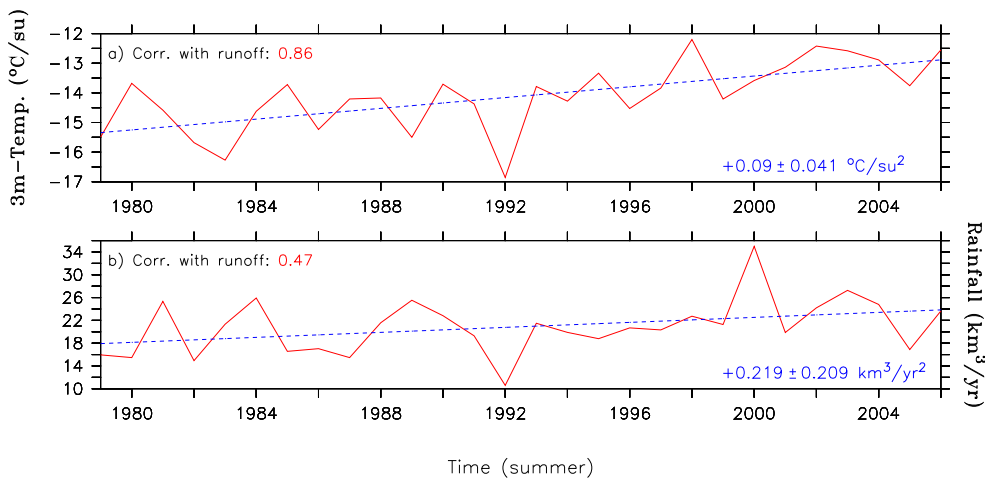 3m-Temp. (°C/su)
-12
-13
-14
-15
-16
-17
a) Corr. with runoff: 0.86
+0.09 ± 0.041 °C/su²
1980 1984 1988 1992 1996 2000 2004
34
30
26
22
18
14
10
b) Corr. with runoff: 0.47
+0.219 ± 0.209 km³/yr²
Rainfall (km³/yr)
1980 1984 1988 1992 1996 2000 2004
Time (summer)